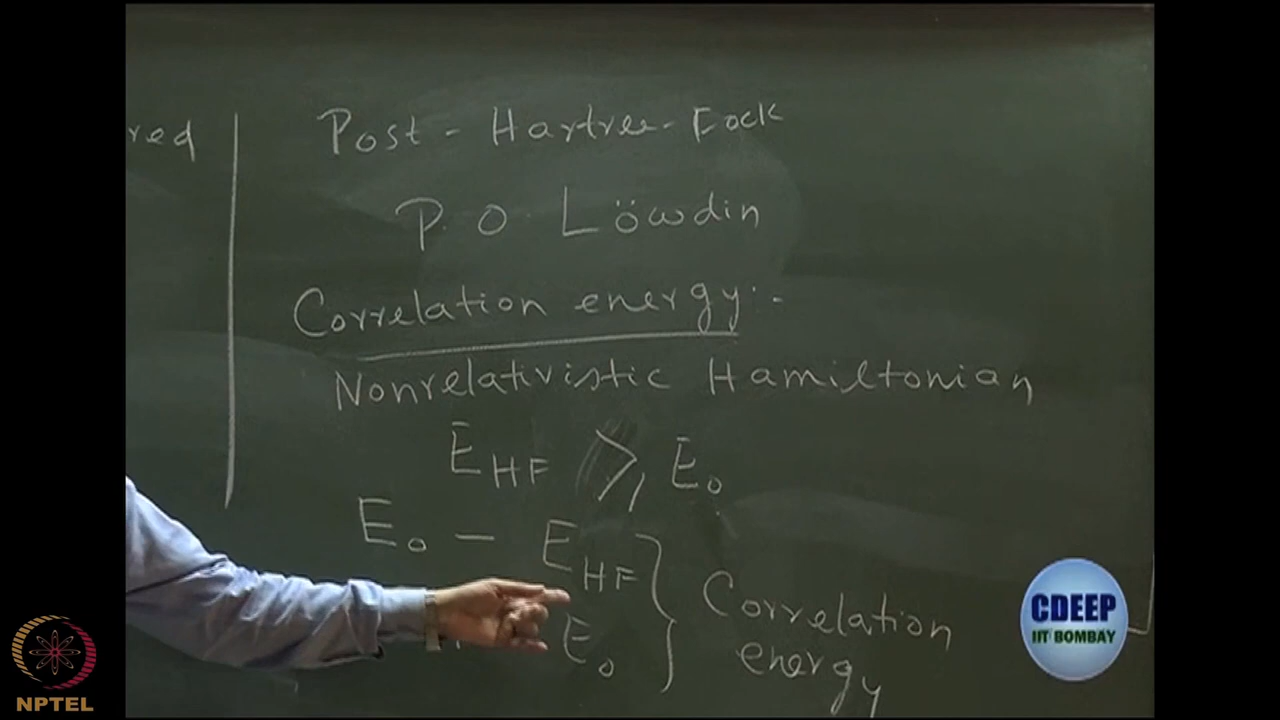 Post - Hartree - Fock
P. O. Löwdin
Correlation energy :-
Nonrelativistic Hamiltonian
E_HF ⩾ E_0
E_0 - E_HF
E_0
Correlation
energy
red
NPTEL
CDEEP
IIT BOMBAY